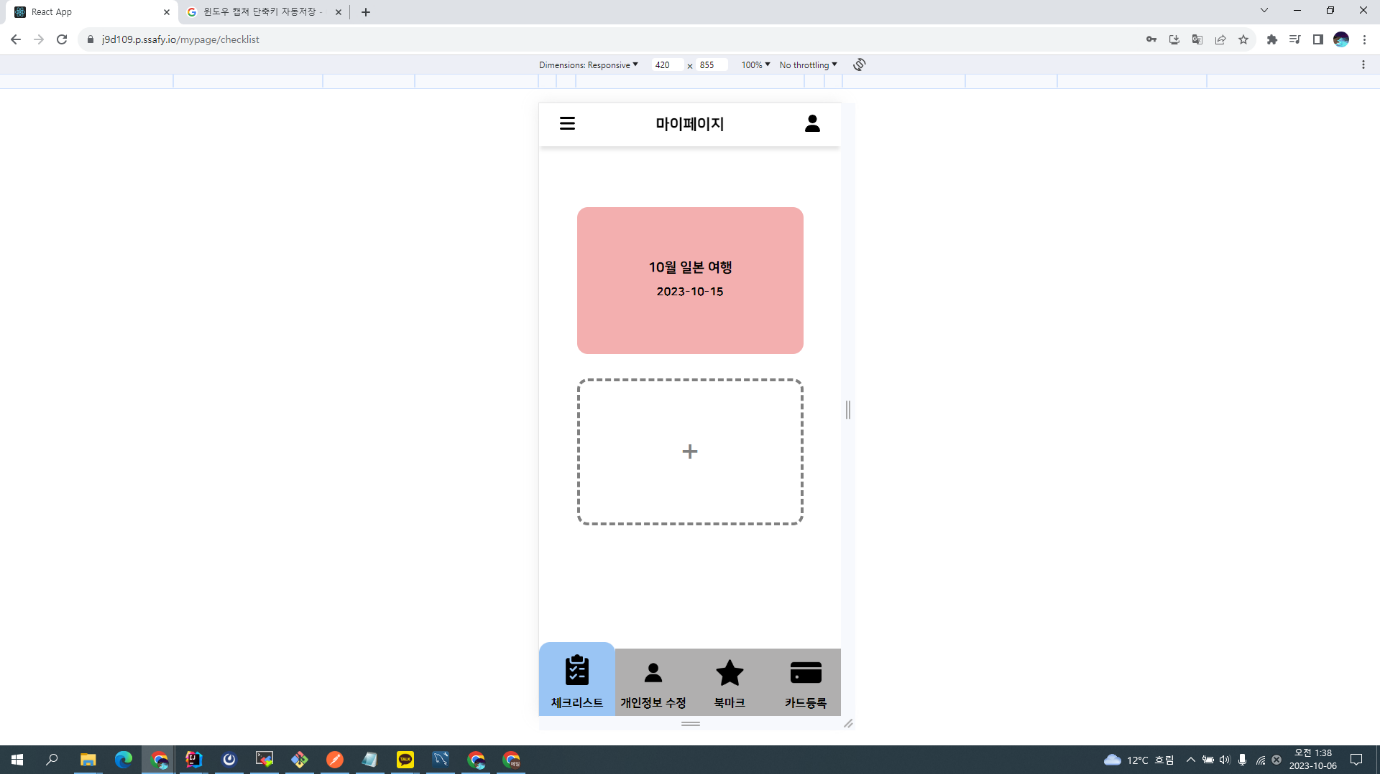 React App
윈도우 캡쳐 단축키 자동저장 -
j9d109.p.ssafy.io/mypage/checklist
Dimensions: Responsive 420 x 855 100% No throttling
마이페이지
10월 일본 여행
2023-10-15
+
체크리스트 개인정보 수정 북마크 카드등록
12°C 흐림 오전 1:38
2023-10-06